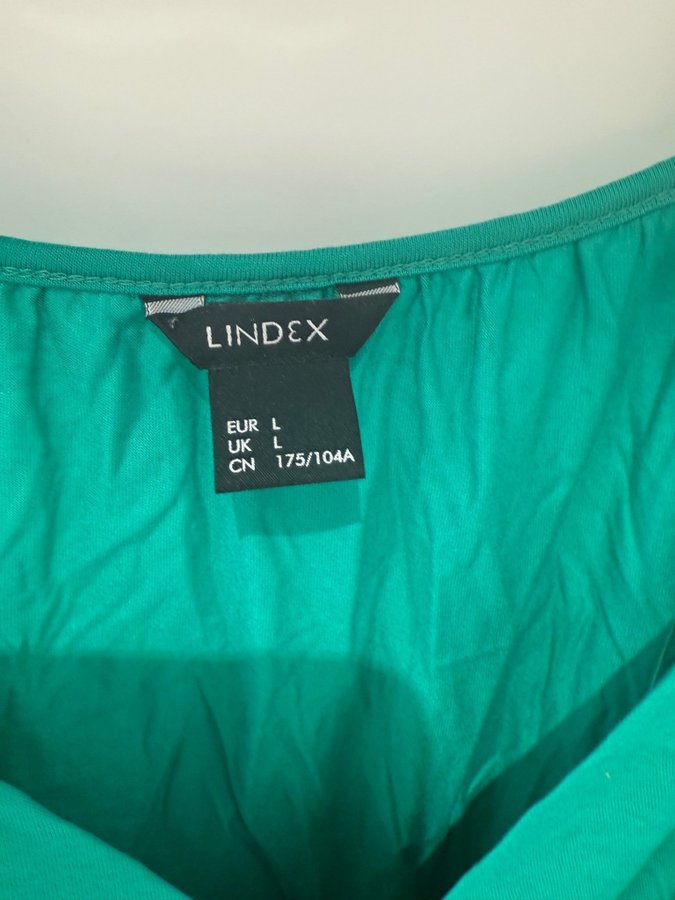 LINDEX
EUR L
UK L
CN 175/104A